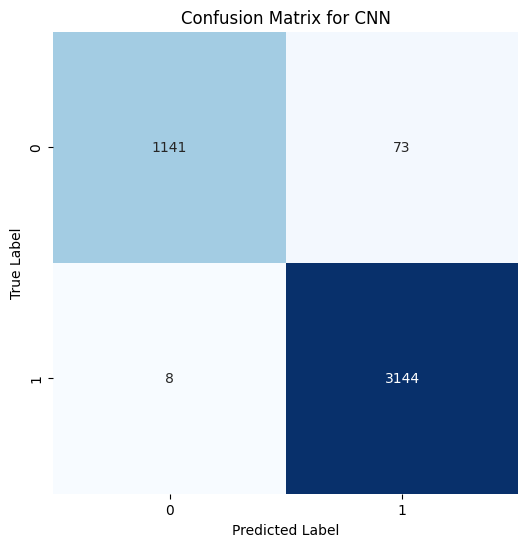 Confusion Matrix for CNN
True Label
0
1141
73
1
8
3144
0
1
Predicted Label